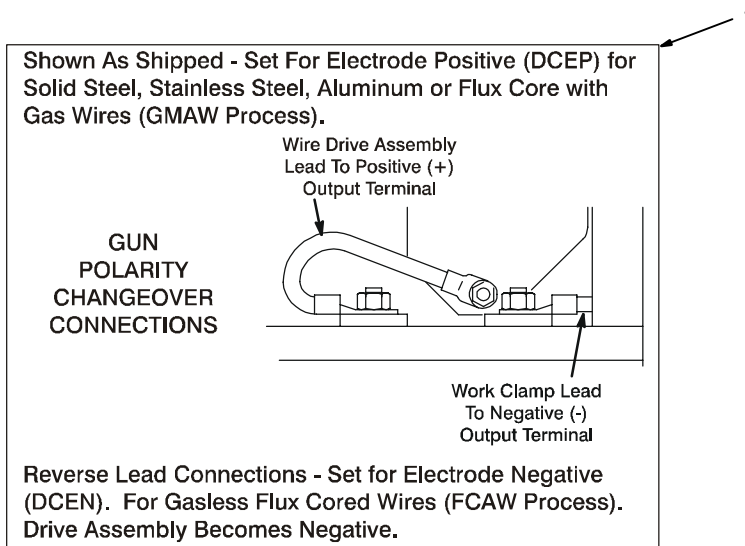 Shown As Shipped - Set For Electrode Positive (DCEP) for
Solid Steel, Stainless Steel, Aluminum or Flux Core with
Gas Wires (GMAW Process).
Wire Drive Assembly
Lead To Positive (+)
Output Terminal
GUN
POLARITY
CHANGEOVER
CONNECTIONS
Work Clamp Lead
To Negative (-)
Output Terminal
Reverse Lead Connections - Set for Electrode Negative
(DCEN).  For Gasless Flux Cored Wires (FCAW Process).
Drive Assembly Becomes Negative.